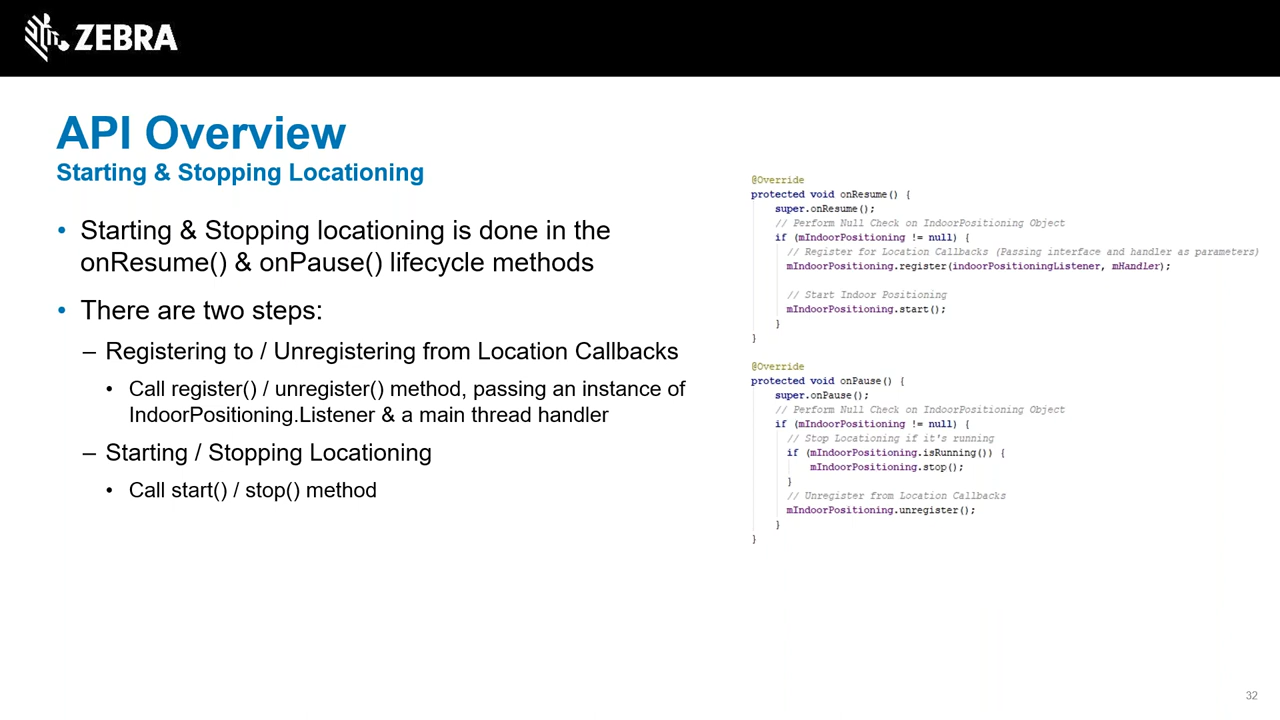 ZEBRA
API Overview
Starting & Stopping Locationing
• Starting & Stopping locationing is done in the
onResume() & onPause() lifecycle methods
• There are two steps:
– Registering to / Unregistering from Location Callbacks
• Call register() / unregister() method, passing an instance of
IndoorPositioning.Listener & a main thread handler
– Starting / Stopping Locationing
• Call start() / stop() method
@Override
protected void onResume() {
super.onResume();
// Perform Null Check on IndoorPositioning Object
if (mIndoorPositioning != null) {
// Register for Location Callbacks (Passing interface and handler as parameters)
mIndoorPositioning.register(indoorPositioningListener, mHandler);
// Start Indoor Positioning
mIndoorPositioning.start();
}
}
@Override
protected void onPause() {
super.onPause();
// Perform Null Check on IndoorPositioning Object
if (mIndoorPositioning != null) {
// Stop Locationing if it's running
if (mIndoorPositioning.isRunning()) {
mIndoorPositioning.stop();
}
// Unregister from Location Callbacks
mIndoorPositioning.unregister();
}
}
32